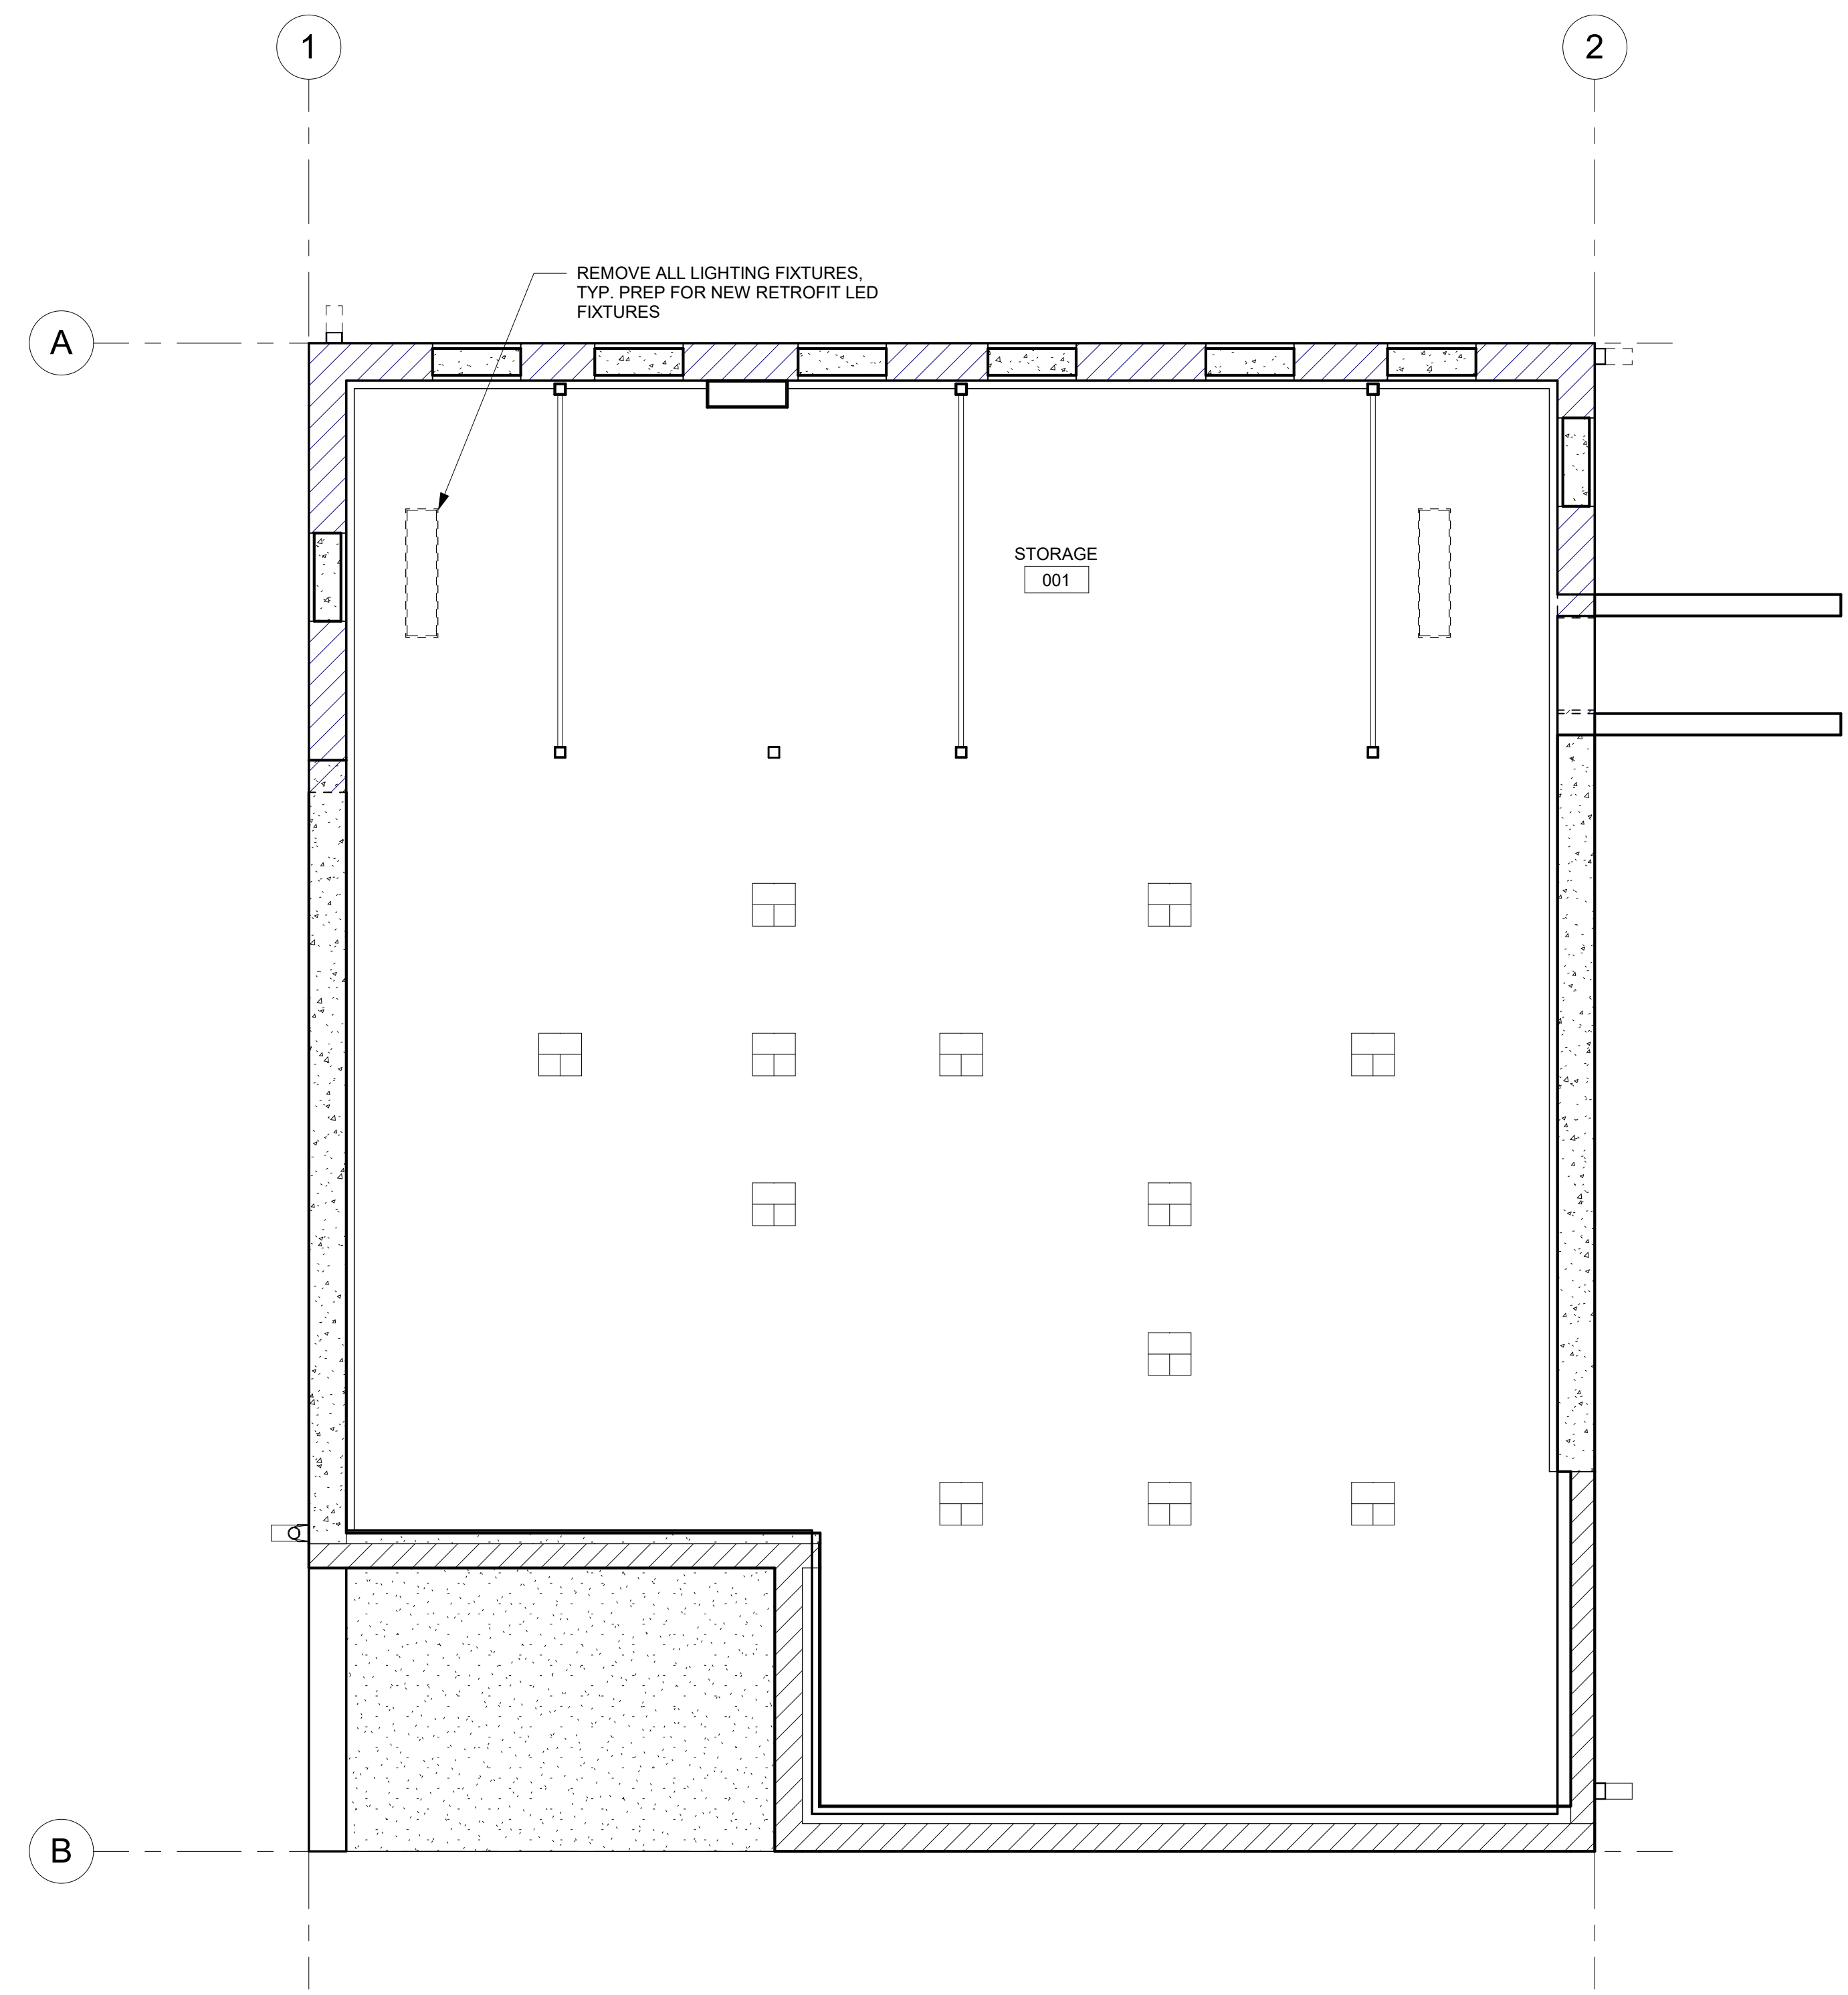 1
2
REMOVE ALL LIGHTING FIXTURES,
TYP. PREP FOR NEW RETROFIT LED
FIXTURES
A
STORAGE
001
B